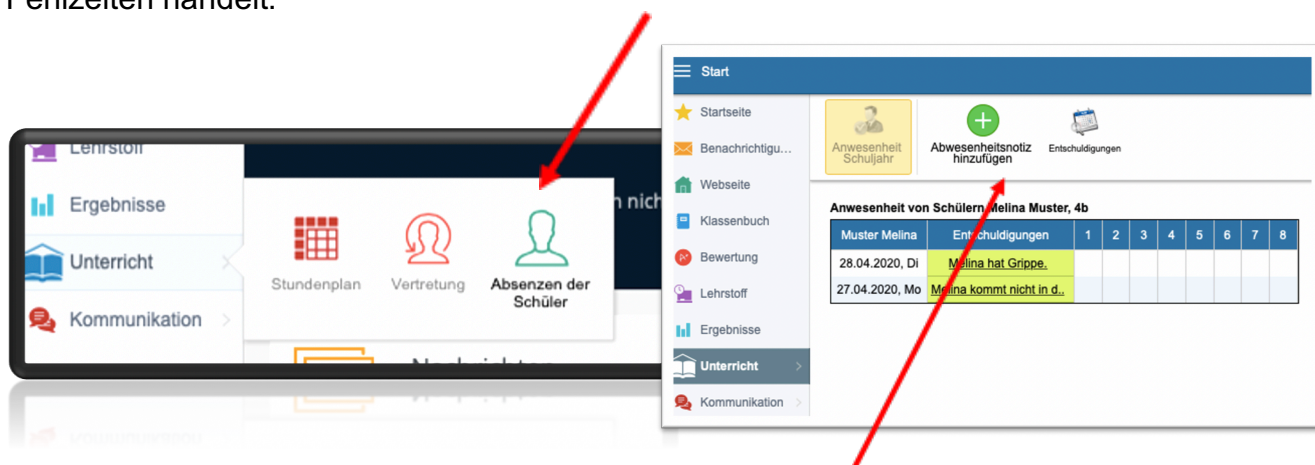 Fehlzeiten handelt.
Lehrstoff
Ergebnisse
Unterricht
Kommunikation
Stundenplan
Vertretung
Absenzen der
Schüler
Start
Startseite
Benachrichtigu...
Webseite
Klassenbuch
Bewertung
Lehrstoff
Ergebnisse
Unterricht
Kommunikation
Anwesenheit
Schuljahr
Abwesenheitsnotiz
hinzufügen
Entschuldigungen
Anwesenheit von Schülern Melina Muster, 4b
Muster Melina Entschuldigungen 1 2 3 4 5 6 7 8
28.04.2020, Di Melina hat Grippe.
27.04.2020, Mo Melina kommt nicht in d..